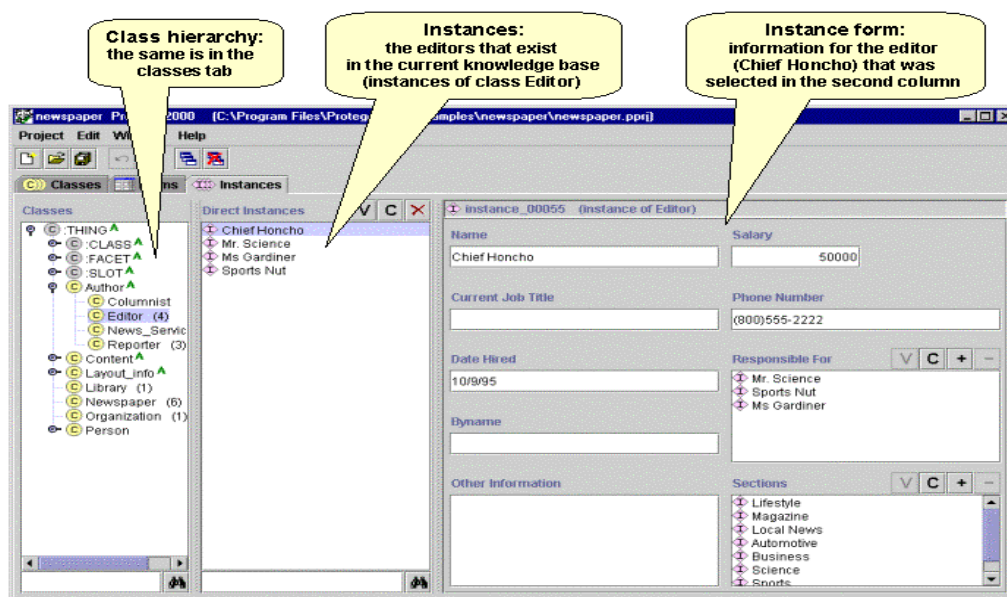 Class hierarchy:
the same is in the
classes tab
Instances:
the editors that exist
in the current knowledge base
(instances of class Editor)
Instance form:
information for the editor
(Chief Honcho) that was
selected in the second column
newspaper Pro 2000 (C:\Program Files\Proteg mples\newspaper\newspaper.pprj)
Project Edit Wi Help
Classes ns Instances
Classes
:THING
:CLASS
:FACET
:SLOT
Author
Columnist
Editor (4)
News_Servic
Reporter (3)
Content
Layout_info
Library (1)
Newspaper (6)
Organization (1)
Person
Direct Instances V C
Chief Honcho
Mr. Science
Ms Gardiner
Sports Nut
instance_00055 (instance of Editor)
Name
Chief Honcho
Salary
50000
Current Job Title
Phone Number
(800)555-2222
Date Hired
10/9/95
Responsible For V C + −
Mr. Science
Sports Nut
Ms Gardiner
Byname
Other Information
Sections V C + −
Lifestyle
Magazine
Local News
Automotive
Business
Science
Sports